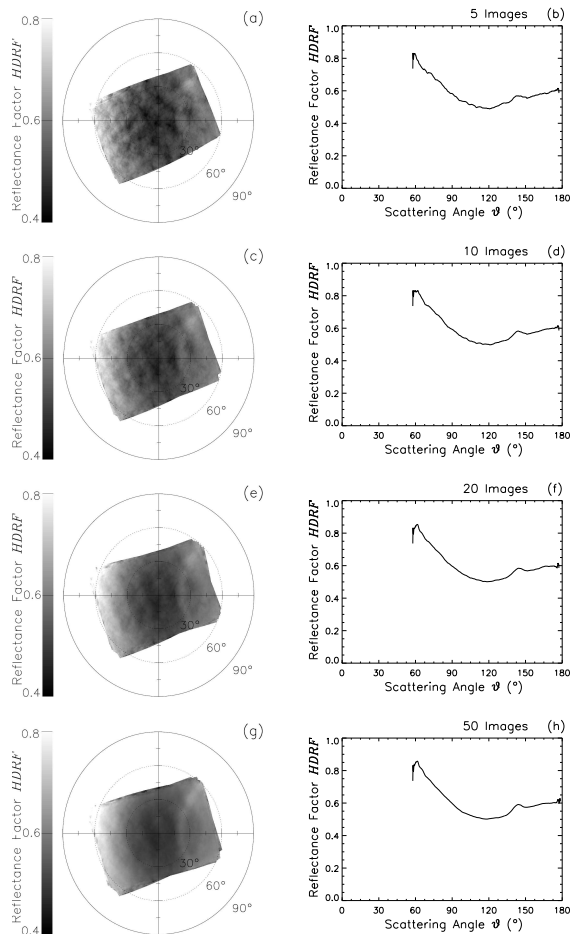 (a)
0.8
0.6
0.4
Reflectance Factor HDRF
30°
60°
90°
5 Images (b)
1.0
0.8
0.6
0.4
0.2
0.0
Reflectance Factor HDRF
0 30 60 90 120 150 180
Scattering Angle ϑ (°)
(c)
0.8
0.6
0.4
Reflectance Factor HDRF
30°
60°
90°
10 Images (d)
1.0
0.8
0.6
0.4
0.2
0.0
Reflectance Factor HDRF
0 30 60 90 120 150 180
Scattering Angle ϑ (°)
(e)
0.8
0.6
0.4
Reflectance Factor HDRF
30°
60°
90°
20 Images (f)
1.0
0.8
0.6
0.4
0.2
0.0
Reflectance Factor HDRF
0 30 60 90 120 150 180
Scattering Angle ϑ (°)
(g)
0.8
0.6
0.4
Reflectance Factor HDRF
30°
60°
90°
50 Images (h)
1.0
0.8
0.6
0.4
0.2
0.0
Reflectance Factor HDRF
0 30 60 90 120 150 180
Scattering Angle ϑ (°)